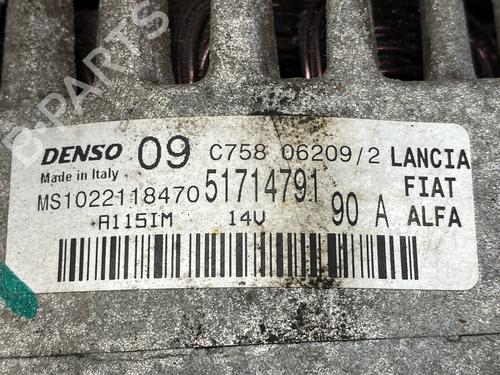 B-PARTS
DENSO 09 C758 06209/2 LANCIA
Made in Italy FIAT
MS1022118470 51714791 ALFA
A115IM 14V 90 A